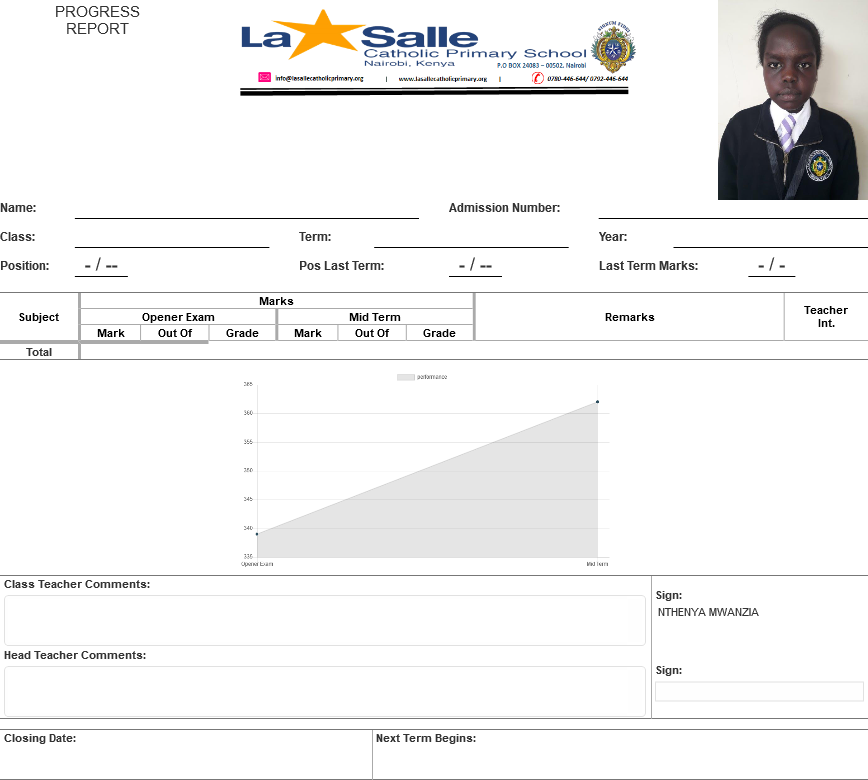 PROGRESS
REPORT
La Salle
Catholic Primary School
Nairobi, Kenya
P.O BOX 24083 – 00502, Nairobi
info@lasallecatholicprimary.org | www.lasallecatholicprimary.org | 0780-446-644/ 0792-446-644
Name: Admission Number:
Class: Term: Year:
Position: - / -- Pos Last Term: - / -- Last Term Marks: - / -
Marks
Subject Opener Exam Mid Term Remarks Teacher Int.
Mark Out Of Grade Mark Out Of Grade
Total
performance
365
360
355
350
345
340
335
Opener Exam Mid Term
Class Teacher Comments:
Sign:
NTHENYA MWANZIA
Head Teacher Comments:
Sign:
Closing Date: Next Term Begins: